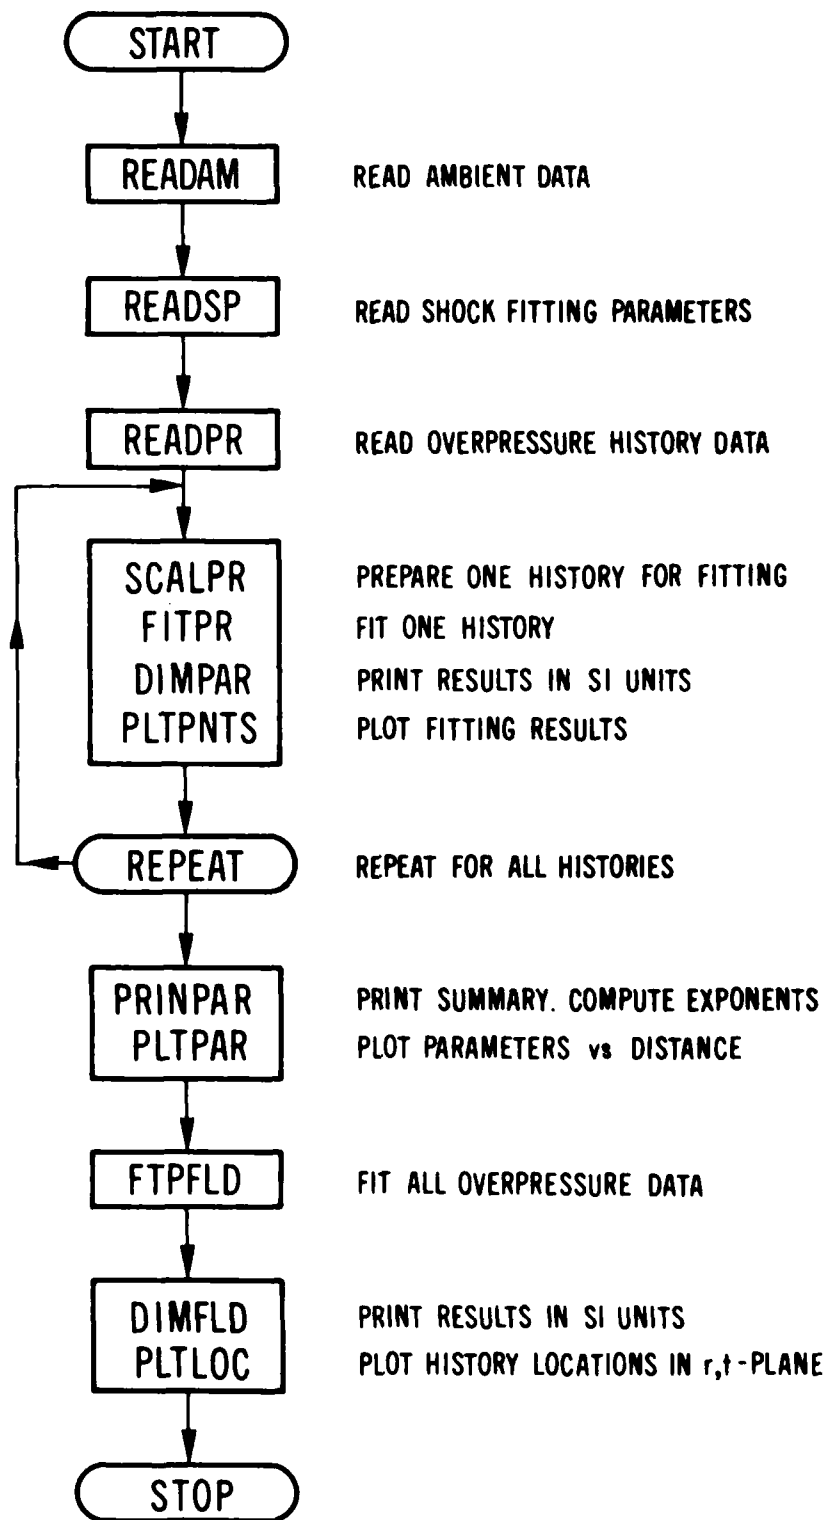 START
READAM READ AMBIENT DATA
READSP READ SHOCK FITTING PARAMETERS
READPR READ OVERPRESSURE HISTORY DATA
SCALPR PREPARE ONE HISTORY FOR FITTING
FITPR FIT ONE HISTORY
DIMPAR PRINT RESULTS IN SI UNITS
PLTPNTS PLOT FITTING RESULTS
REPEAT REPEAT FOR ALL HISTORIES
PRINPAR PRINT SUMMARY. COMPUTE EXPONENTS
PLTPAR PLOT PARAMETERS vs DISTANCE
FTPFLD FIT ALL OVERPRESSURE DATA
DIMFLD PRINT RESULTS IN SI UNITS
PLTLOC PLOT HISTORY LOCATIONS IN r,t-PLANE
STOP